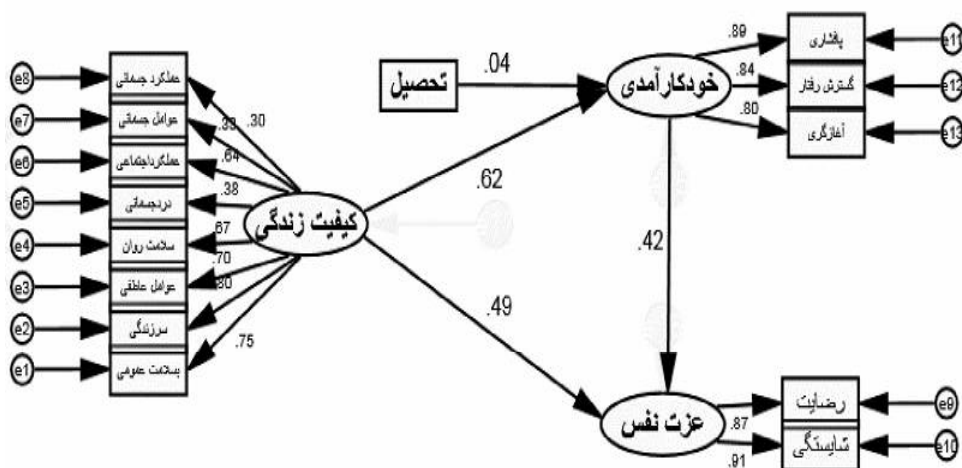 e8
عملکرد جسمانی
.30
e7
عوامل جسمانی
.33
e6
عملکرد اجتماعی
.64
e5
درد جسمانی
.38
e4
سلامت روان
.67
e3
عوامل عاطفی
.70
e2
سرزندگی
.80
e1
سلامت عمومی
.75
کیفیت زندگی
تحصیل
.04
.62
.49
خودکارآمدی
.89
پافشاری
e11
.84
گسترش رفتار
e12
.80
آغازگری
e13
.42
عزت نفس
.87
رضایت
e9
.91
شایستگی
e10